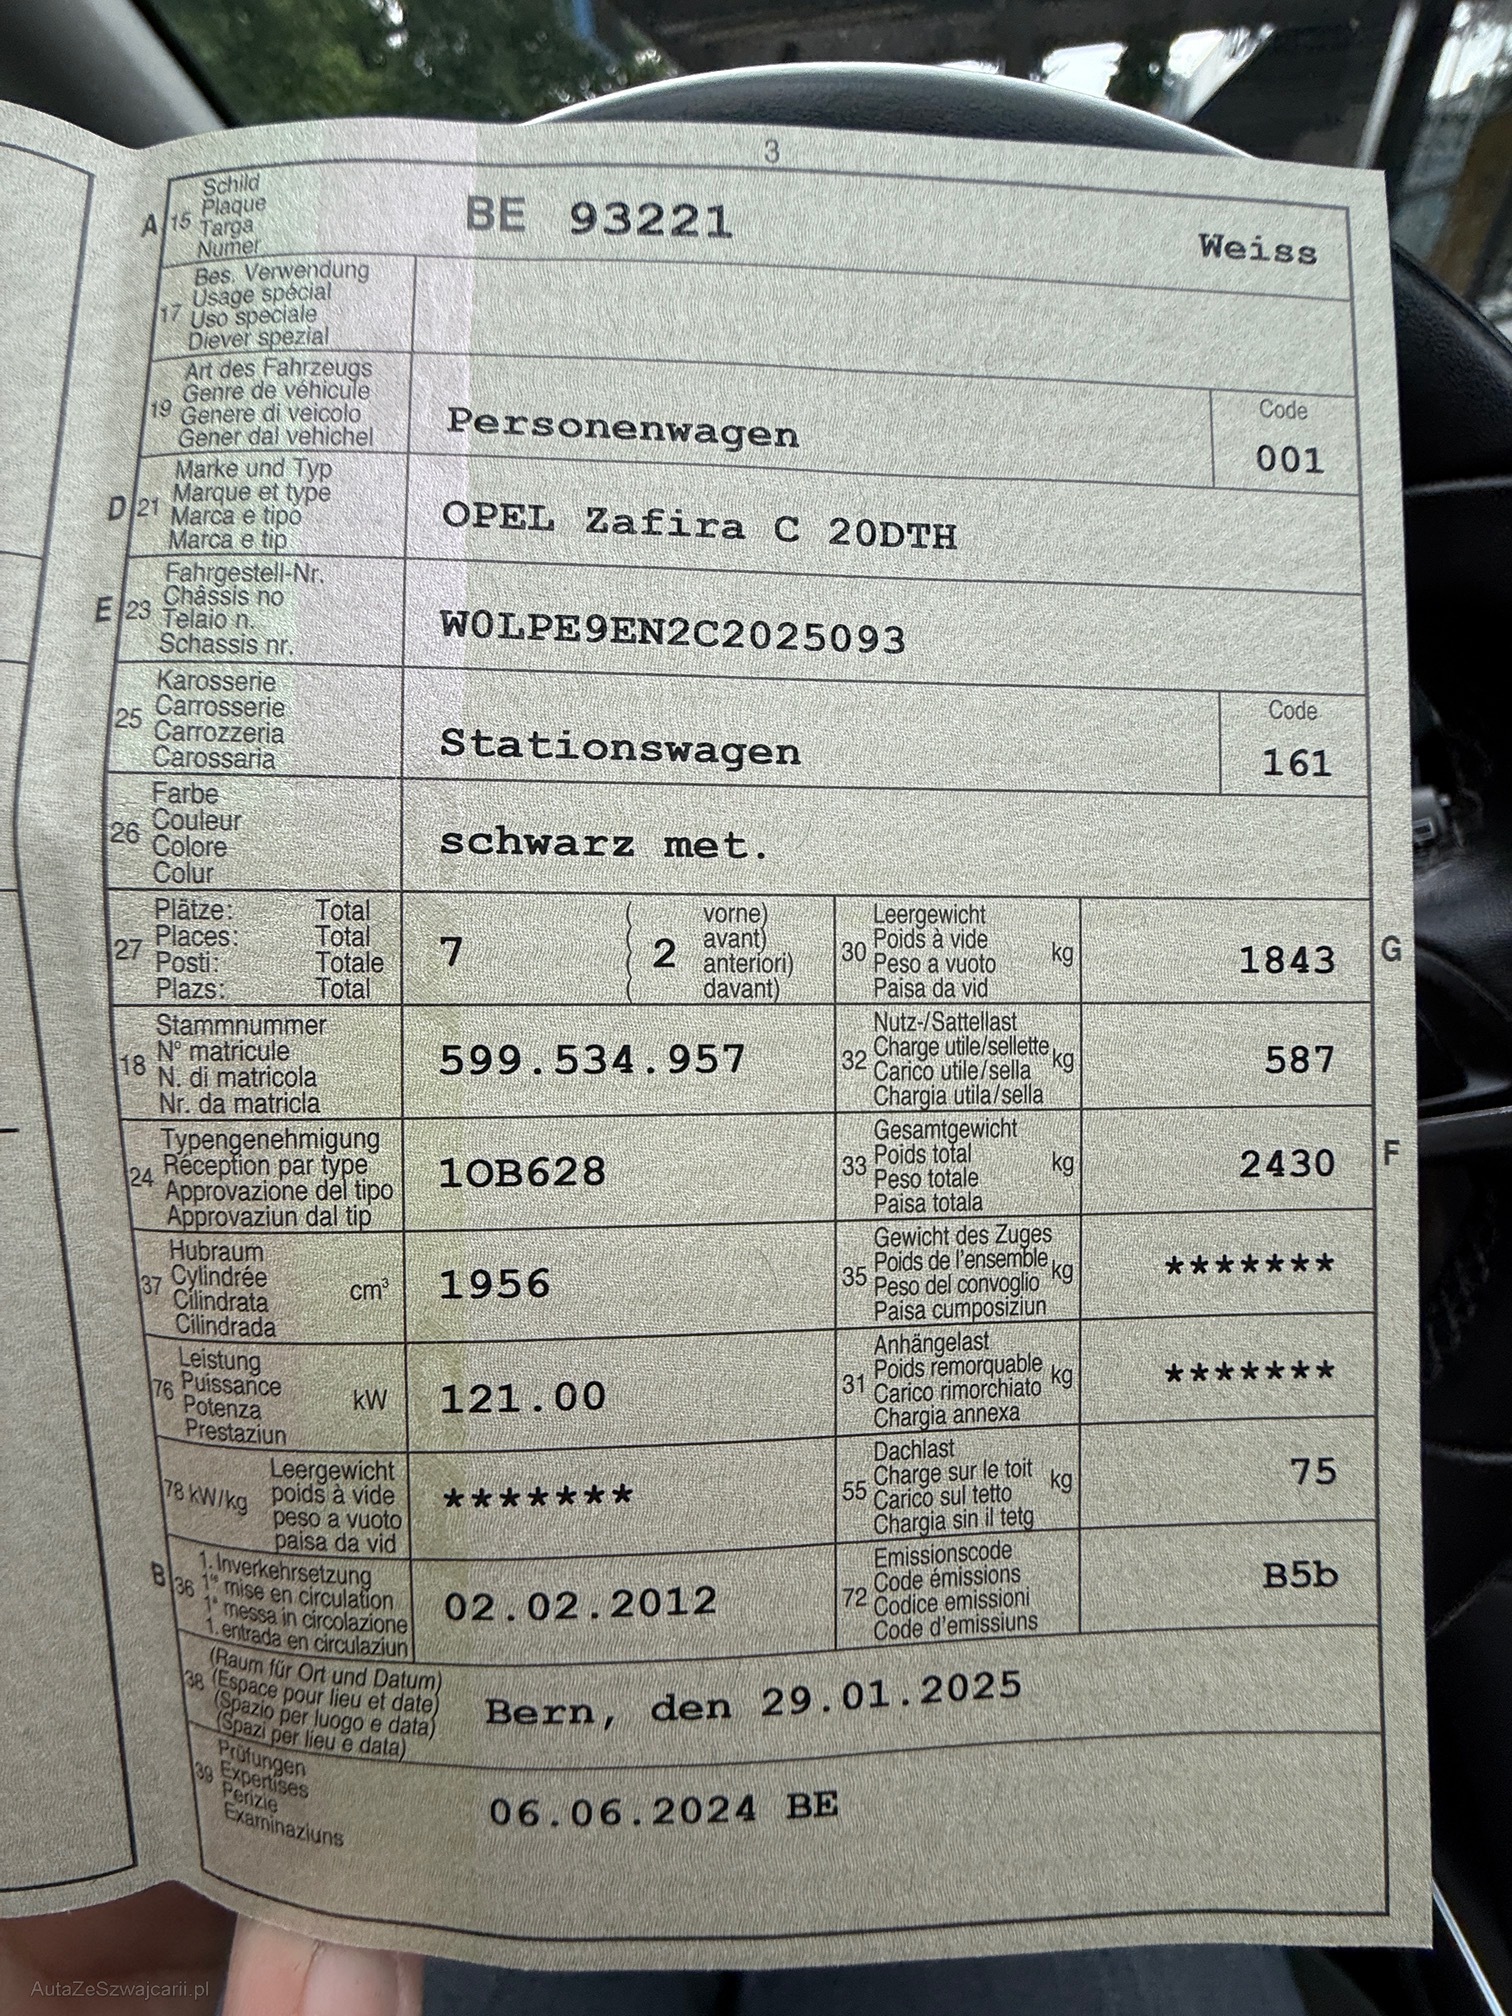 3
A 15 Schild
Plaque
Targa
Numer
BE 93221
Weiss
17 Bes. Verwendung
Usage spécial
Uso speciale
Diever spezial
19 Art des Fahrzeugs
Genre de véhicule
Genere di veicolo
Gener dal vehichel
Personenwagen
Code
001
D 21 Marke und Typ
Marque et type
Marca e tipo
Marca e tip
OPEL Zafira C 20DTH
E 23 Fahrgestell-Nr.
Châssis no
Telaio n.
Schassis nr.
W0LPE9EN2C2025093
25 Karosserie
Carrosserie
Carrozzeria
Carossaria
Stationswagen
Code
161
26 Farbe
Couleur
Colore
Colur
schwarz met.
27 Plätze: Total
Places: Total
Posti: Totale
Plazs: Total
7 ( 2 vorne)
( avant)
( anteriori)
( davant)
30 Leergewicht
Poids à vide kg
Peso a vuoto
Paisa da vid
1843 G
18 Stammnummer
N° matricule
N. di matricola
Nr. da matricla
599.534.957
32 Nutz-/Sattellast
Charge utile/sellette kg
Carico utile/sella
Chargia utila/sella
587
24 Typengenehmigung
Réception par type
Approvazione del tipo
Approvaziun dal tip
1OB628
33 Gesamtgewicht
Poids total kg
Peso totale
Paisa totala
2430 F
37 Hubraum
Cylindrée cm³
Cilindrata
Cilindrada
1956
35 Gewicht des Zuges
Poids de l'ensemble kg
Peso del convoglio
Paisa cumposiziun
*******
76 Leistung
Puissance kW
Potenza
Prestaziun
121.00
31 Anhängelast
Poids remorquable kg
Carico rimorchiato
Chargia annexa
*******
78 kW/kg Leergewicht
poids à vide
peso a vuoto
paisa da vid
*******
55 Dachlast
Charge sur le toit kg
Carico sul tetto
Chargia sin il tetg
75
B 36 1. Inverkehrsetzung
1re mise en circulation
1a messa in circolazione
1. entrada en circulaziun
02.02.2012
72 Emissionscode
Code émissions
Codice emissioni
Code d'emissiuns
B5b
38 (Raum für Ort und Datum)
(Espace pour lieu et date)
(Spazio per luogo e data)
(Spazi per lieu e data)
Bern, den 29.01.2025
39 Prüfungen
Expertises
Perizie
Examinaziuns
06.06.2024 BE
AutaZeSzwajcarii.pl